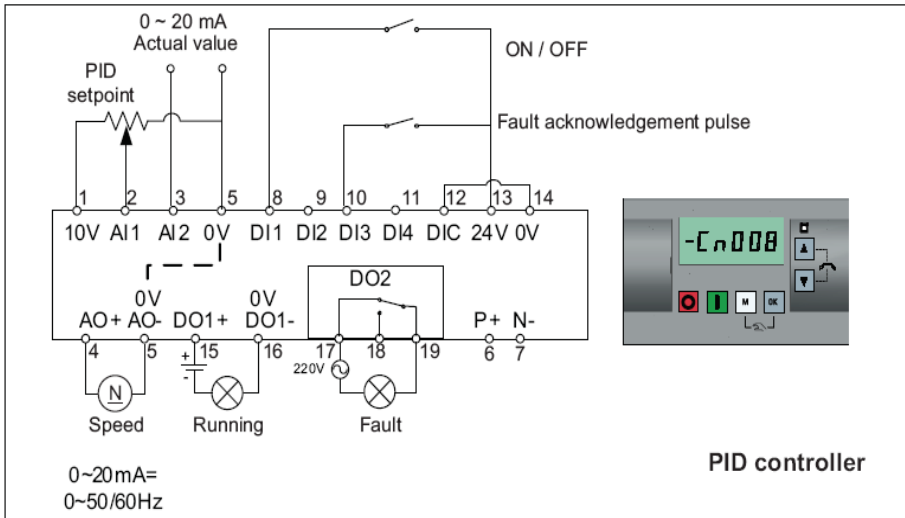 0 ~ 20 mA
Actual value
ON / OFF
PID
setpoint
Fault acknowledgement pulse
1 2 3 5 8 9 10 11 12 13 14
10V AI1 AI2 0V DI1 DI2 DI3 DI4 DIC 24V 0V
-Cn008
DO2
0V 0V
AO+ AO- DO1+ DO1- P+ N-
M OK
4 5 15 16 17 18 19 6 7
+
-
220V
N
Speed Running Fault
PID controller
0~20mA=
0~50/60Hz